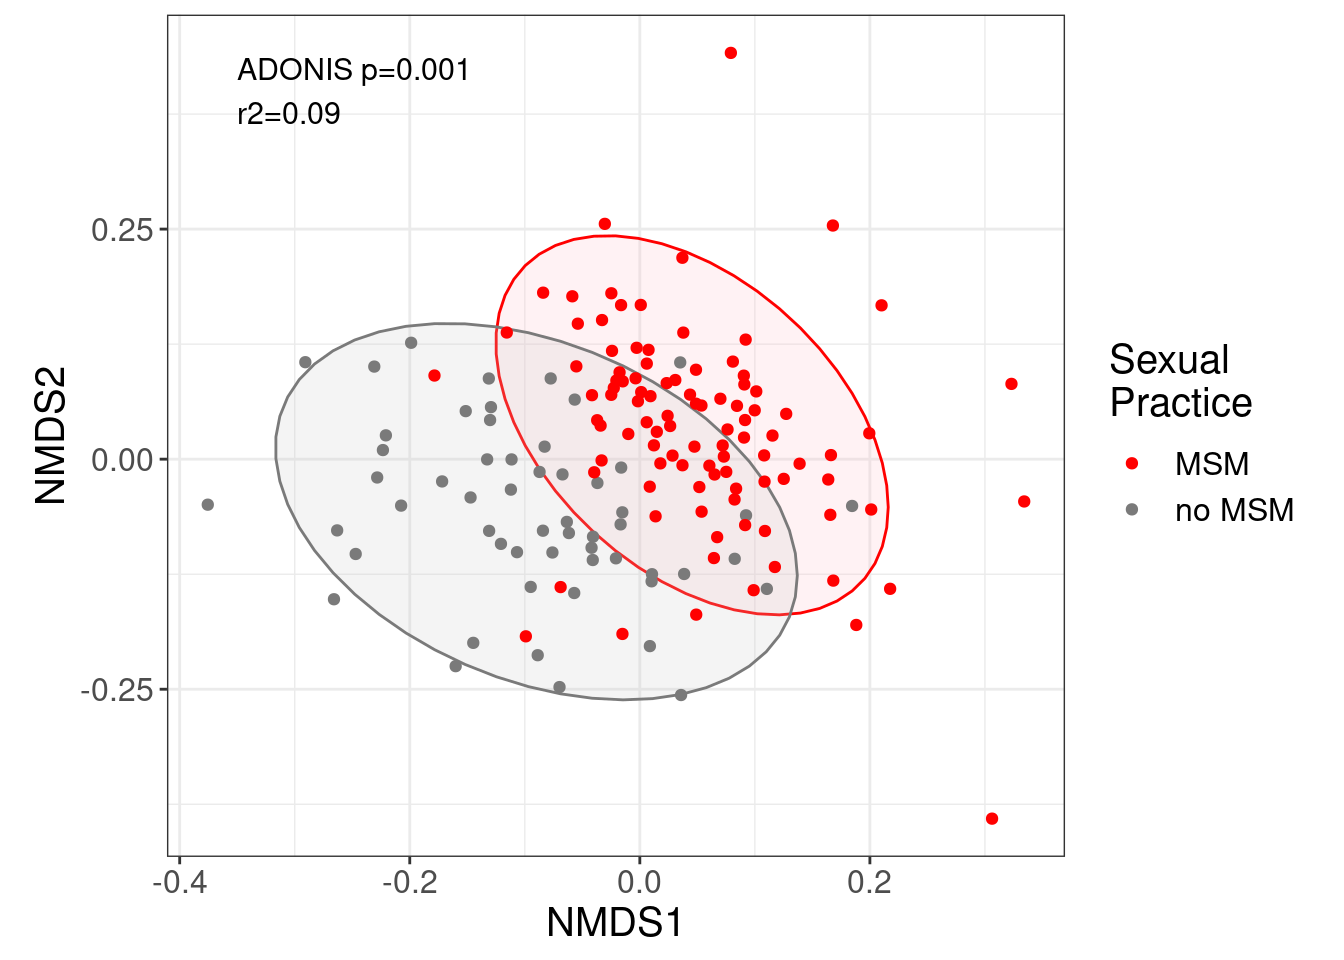 ADONIS p=0.001
r2=0.09
0.25
0.00
-0.25
NMDS2
-0.4
-0.2
0.0
0.2
NMDS1
Sexual
Practice
MSM
no MSM